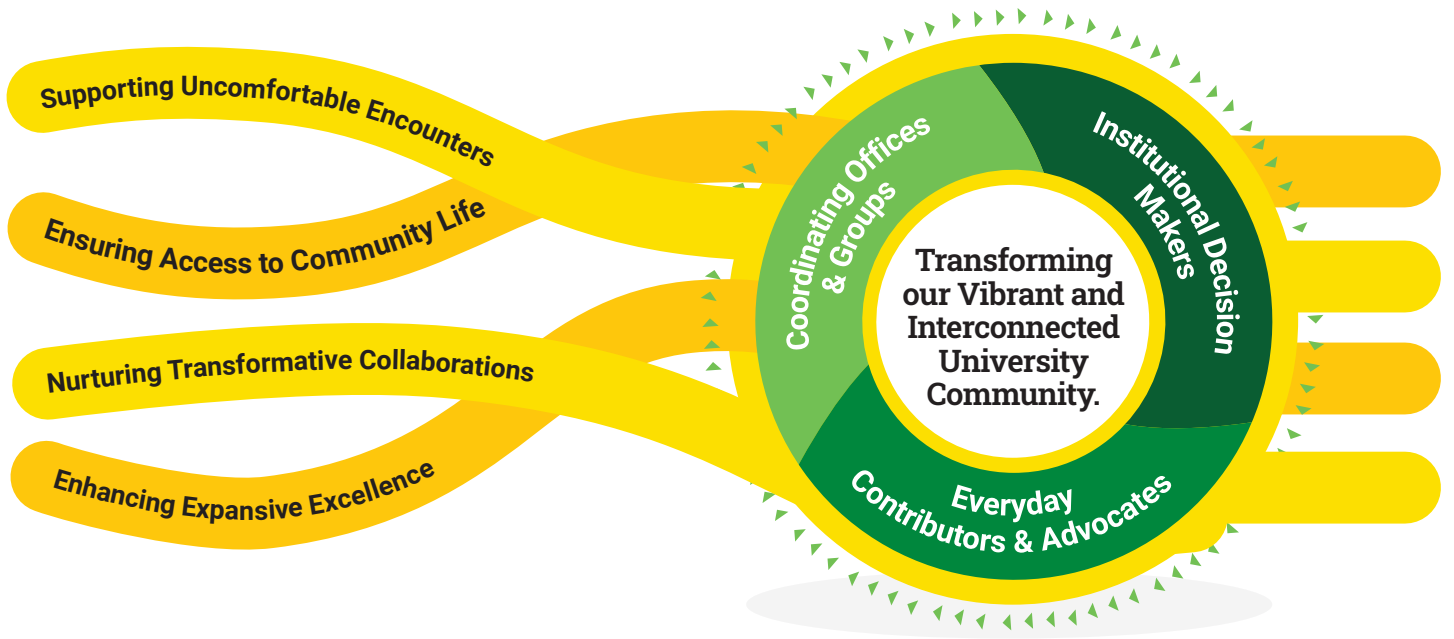 Supporting Uncomfortable Encounters
Ensuring Access to Community Life
Nurturing Transformative Collaborations
Enhancing Expansive Excellence
Coordinating Offices
& Groups
Institutional Decision
Makers
Everyday
Contributors & Advocates
Transforming
our Vibrant and
Interconnected
University
Community.